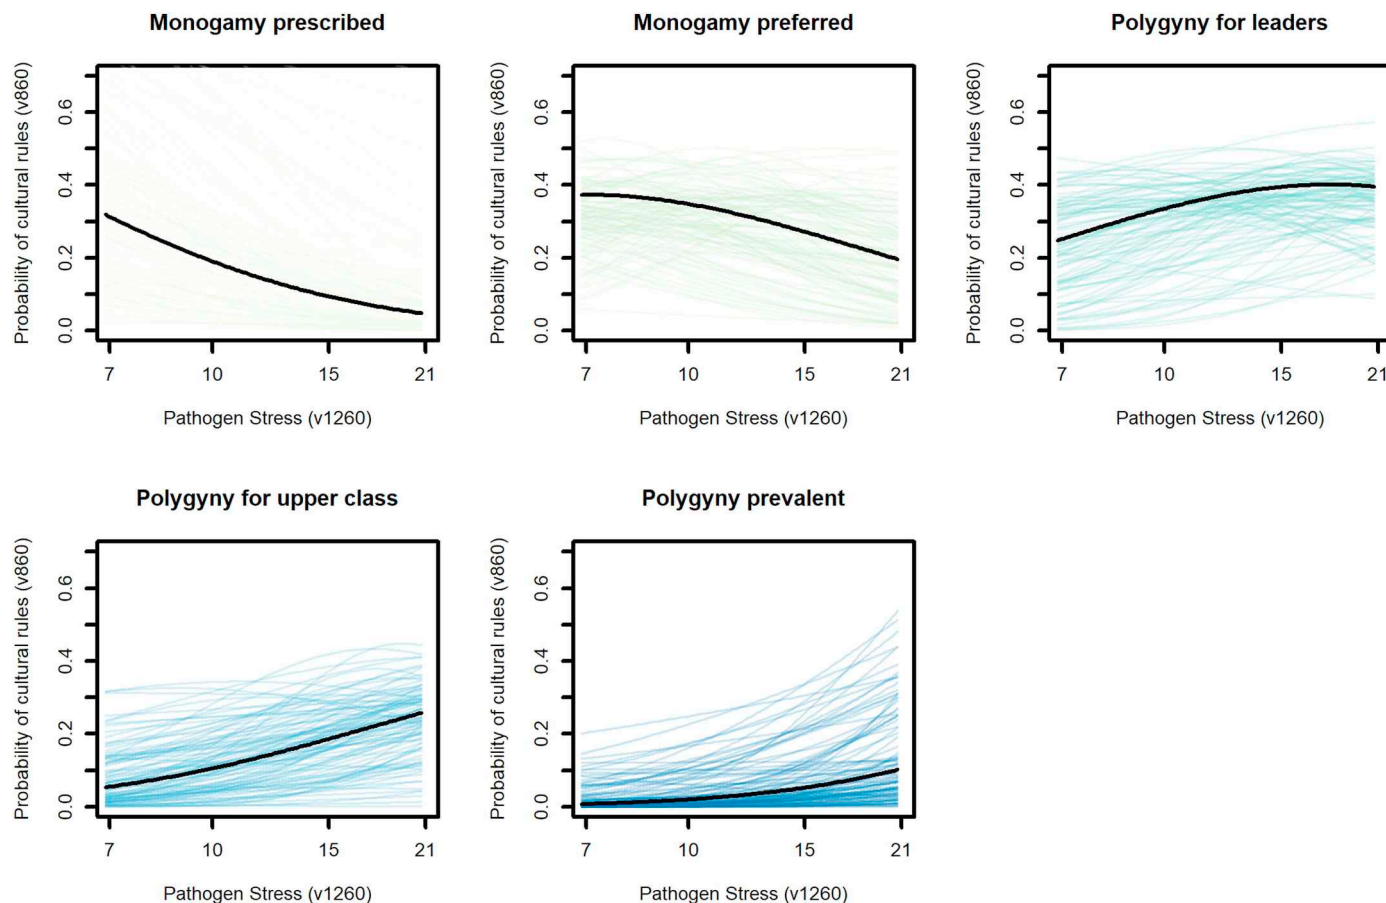 Monogamy prescribed
Monogamy preferred
Polygyny for leaders
Probability of cultural rules (v860)
0.6
0.4
0.2
0.0
7 10 15 21
Pathogen Stress (v1260)
Probability of cultural rules (v860)
0.6
0.4
0.2
0.0
7 10 15 21
Pathogen Stress (v1260)
Probability of cultural rules (v860)
0.6
0.4
0.2
0.0
7 10 15 21
Pathogen Stress (v1260)
Polygyny for upper class
Polygyny prevalent
Probability of cultural rules (v860)
0.6
0.4
0.2
0.0
7 10 15 21
Pathogen Stress (v1260)
Probability of cultural rules (v860)
0.6
0.4
0.2
0.0
7 10 15 21
Pathogen Stress (v1260)